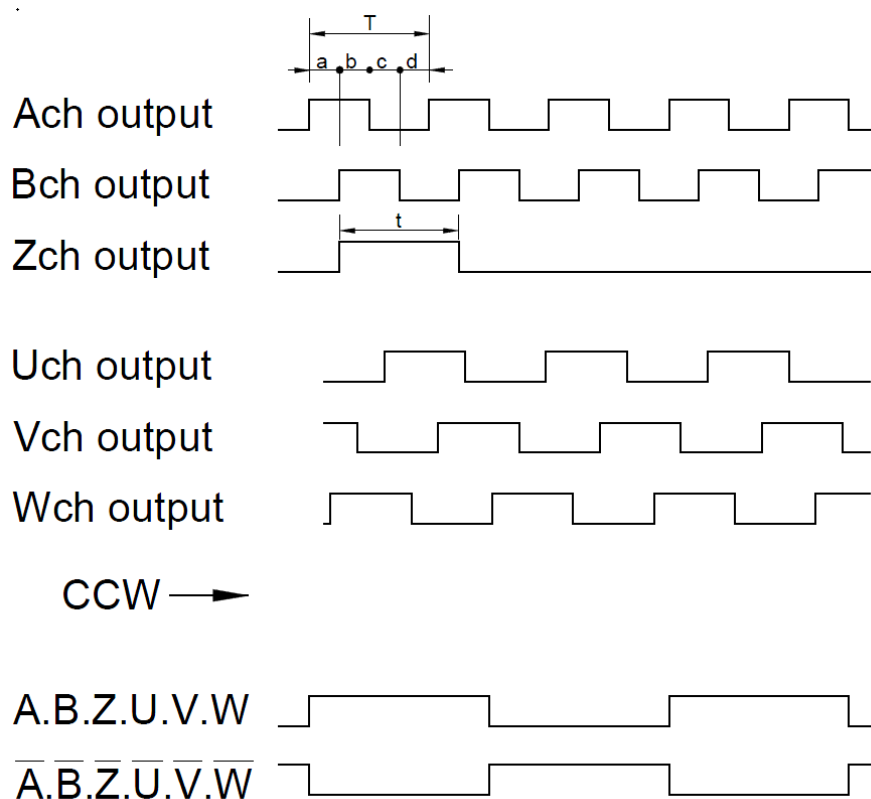 T
a b c d
Ach output
Bch output
t
Zch output
Uch output
Vch output
Wch output
CCW
A.B.Z.U.V.W
A̅.B̅.Z̅.U̅.V̅.W̅